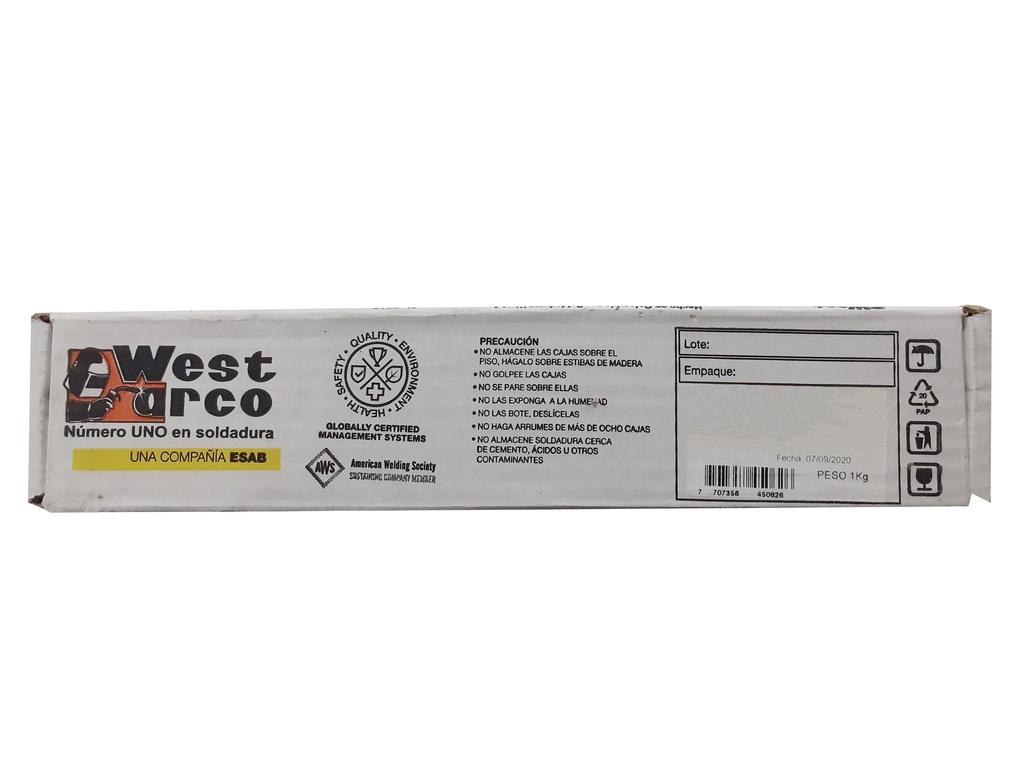 West
arco
Número UNO en soldadura
UNA COMPAÑÍA ESAB
SAFETY • QUALITY • ENVIRONMENT • HEALTH •
GLOBALLY CERTIFIED
MANAGEMENT SYSTEMS
AWS
American Welding Society
SUSTAINING COMPANY MEMBER
PRECAUCIÓN
• NO ALMACENE LAS CAJAS SOBRE EL
PISO, HÁGALO SOBRE ESTIBAS DE MADERA
• NO GOLPEE LAS CAJAS
• NO SE PARE SOBRE ELLAS
• NO LAS EXPONGA A LA HUMEDAD
• NO LAS BOTE, DESLÍCELAS
• NO HAGA ARRUMES DE MÁS DE OCHO CAJAS
• NO ALMACENE SOLDADURA CERCA
DE CEMENTO, ÁCIDOS U OTROS
CONTAMINANTES
Lote:
Empaque:
Fecha 07/09/2020
PESO 1Kg
7 707358 450626
20
PAP